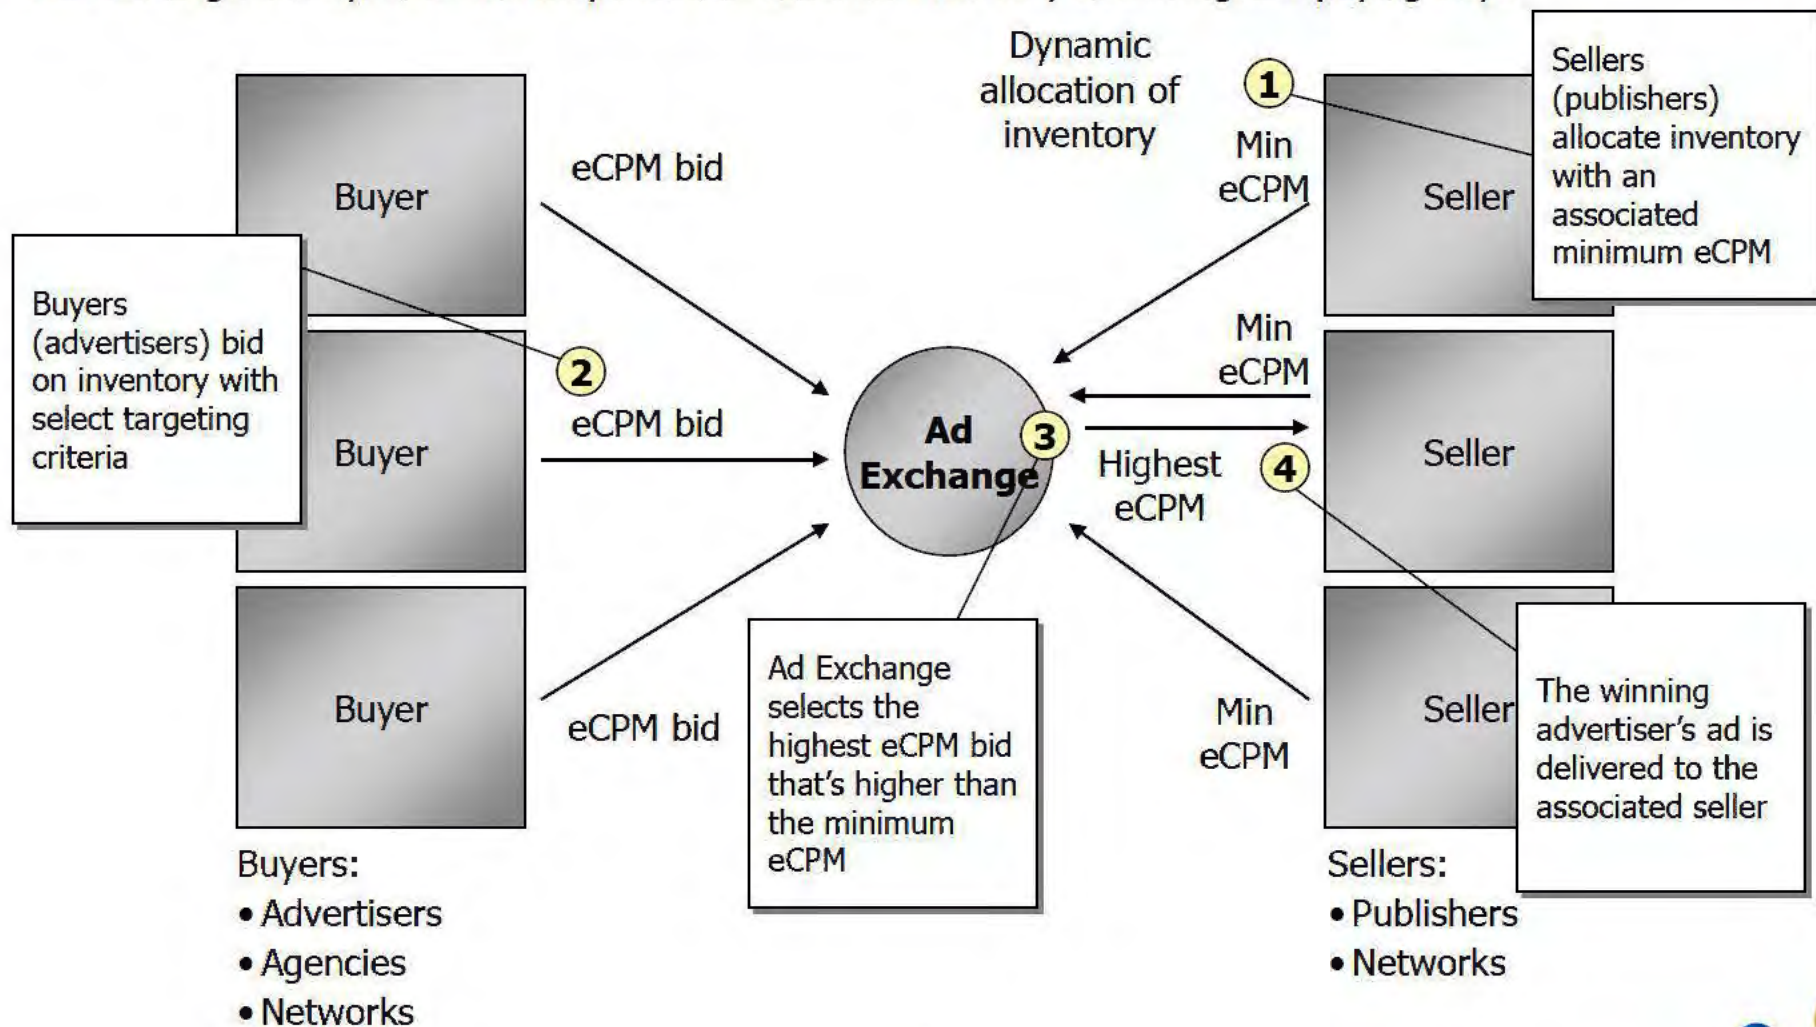 Dynamic
allocation of
inventory
1
Min
eCPM
Sellers
(publishers)
allocate inventory
with an
associated
minimum eCPM
Buyer
eCPM bid
Seller
Buyers
(advertisers) bid
on inventory with
select targeting
criteria
2
eCPM bid
Buyer
Ad
Exchange
3
Min
eCPM
Highest
eCPM
4
Seller
Buyer
eCPM bid
Ad Exchange
selects the
highest eCPM bid
that's higher than
the minimum
eCPM
Min
eCPM
Seller
The winning
advertiser's ad is
delivered to the
associated seller
Buyers:
• Advertisers
• Agencies
• Networks
Sellers:
• Publishers
• Networks